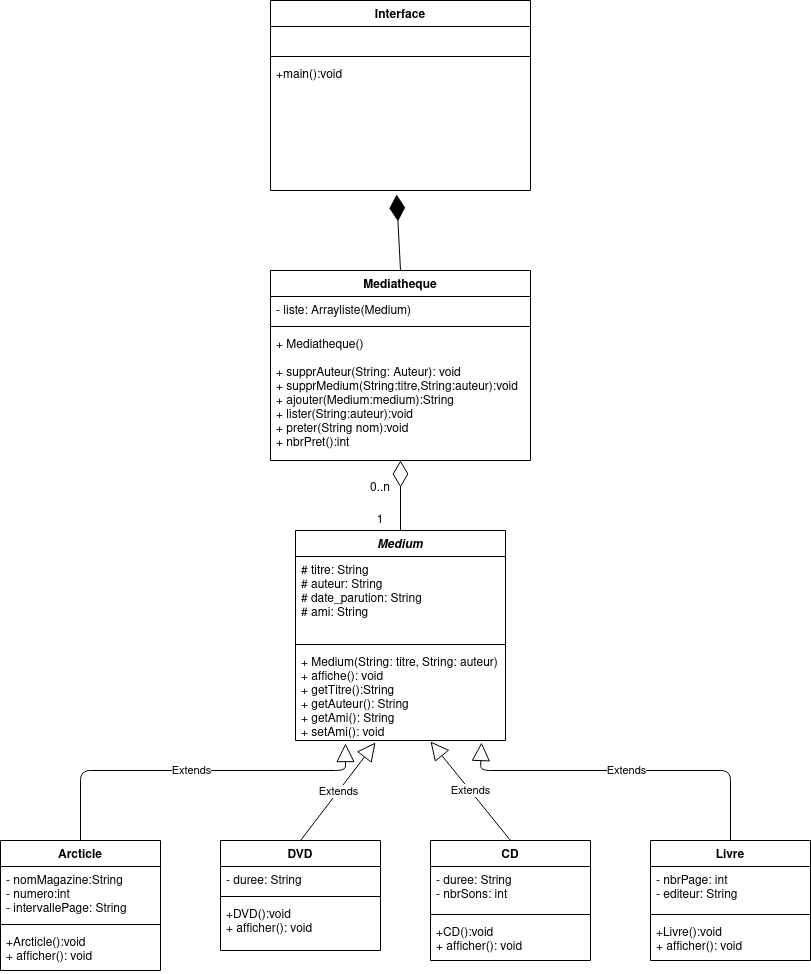 Interface
+main():void
Mediatheque
- liste: Arrayliste(Medium)
+ Mediatheque()
+ supprAuteur(String: Auteur): void
+ supprMedium(String:titre,String:auteur):void
+ ajouter(Medium:medium):String
+ lister(String:auteur):void
+ preter(String nom):void
+ nbrPret():int
0..n
1
Medium
# titre: String
# auteur: String
# date_parution: String
# ami: String
+ Medium(String: titre, String: auteur)
+ affiche(): void
+ getTitre():String
+ getAuteur(): String
+ getAmi(): String
+ setAmi(): void
Extends
Extends
Extends
Extends
Arcticle
- nomMagazine:String
- numero:int
- intervallePage: String
+Arcticle():void
+ afficher(): void
DVD
- duree: String
+DVD():void
+ afficher(): void
CD
- duree: String
- nbrSons: int
+CD():void
+ afficher(): void
Livre
- nbrPage: int
- editeur: String
+Livre():void
+ afficher(): void